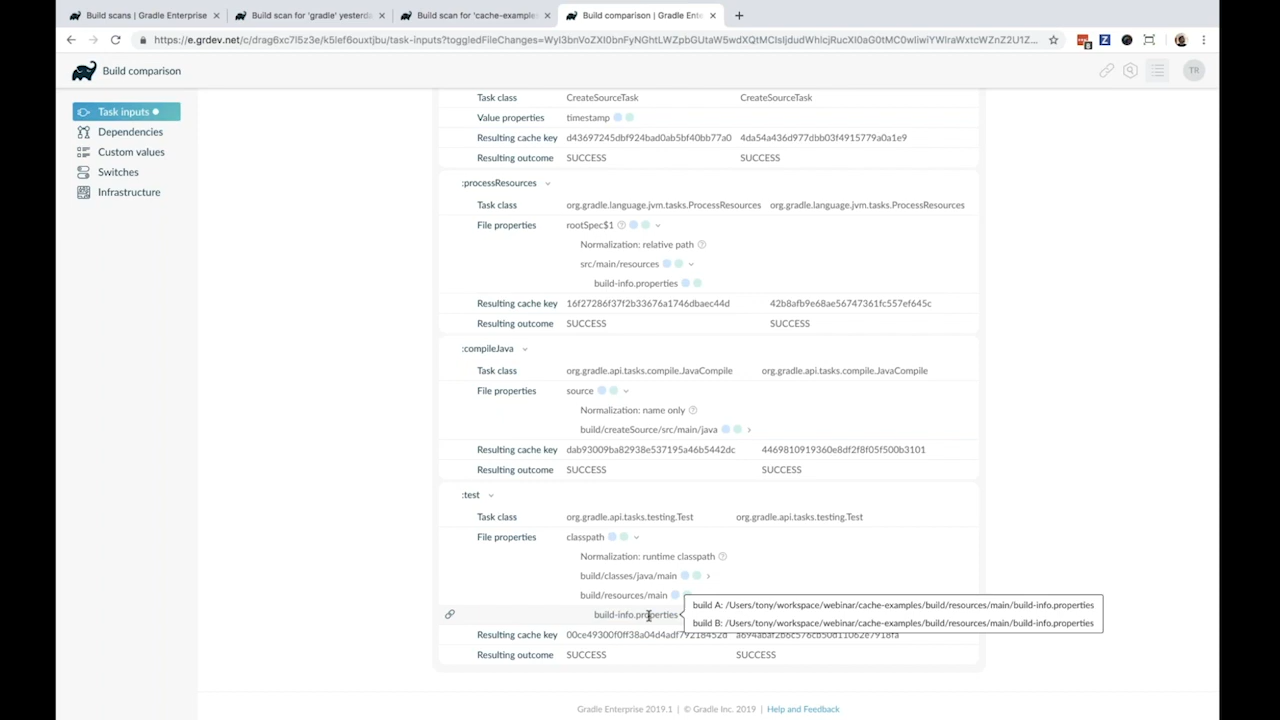 Build scans | Gradle Enterprise
Build scan for 'gradle' yesterda
Build scan for 'cache-examples
Build comparison | Gradle Ente
Build comparison
TR
Task inputs
Dependencies
Custom values
Switches
Infrastructure
Task class CreateSourceTask CreateSourceTask
Value properties timestamp
Resulting cache key d43697245dbf924bad0ab5bf40bb77a0 4da54a436d977dbb03f4915779a0a1e9
Resulting outcome SUCCESS SUCCESS
:processResources
Task class org.gradle.language.jvm.tasks.ProcessResources org.gradle.language.jvm.tasks.ProcessResources
File properties rootSpec$1
Normalization: relative path
src/main/resources
build-info.properties
Resulting cache key 16f27286f37f2b33676a1746dbaec44d 42b8afb9e68ae56747361fc557ef645c
Resulting outcome SUCCESS SUCCESS
:compileJava
Task class org.gradle.api.tasks.compile.JavaCompile org.gradle.api.tasks.compile.JavaCompile
File properties source
Normalization: name only
build/createSource/src/main/java
Resulting cache key dab93009ba82938e537195a46b5442dc 4469810919360e8df2f8f05f500b3101
Resulting outcome SUCCESS SUCCESS
:test
Task class org.gradle.api.tasks.testing.Test org.gradle.api.tasks.testing.Test
File properties classpath
Normalization: runtime classpath
build/classes/java/main
build/resources/main
build-info.properties
build A: /Users/tony/workspace/webinar/cache-examples/build/resources/main/build-info.properties
build B: /Users/tony/workspace/webinar/cache-examples/build/resources/main/build-info.properties
Resulting cache key
Resulting outcome SUCCESS SUCCESS
Gradle Enterprise 2019.1 | © Gradle Inc. 2019 | Help and Feedback